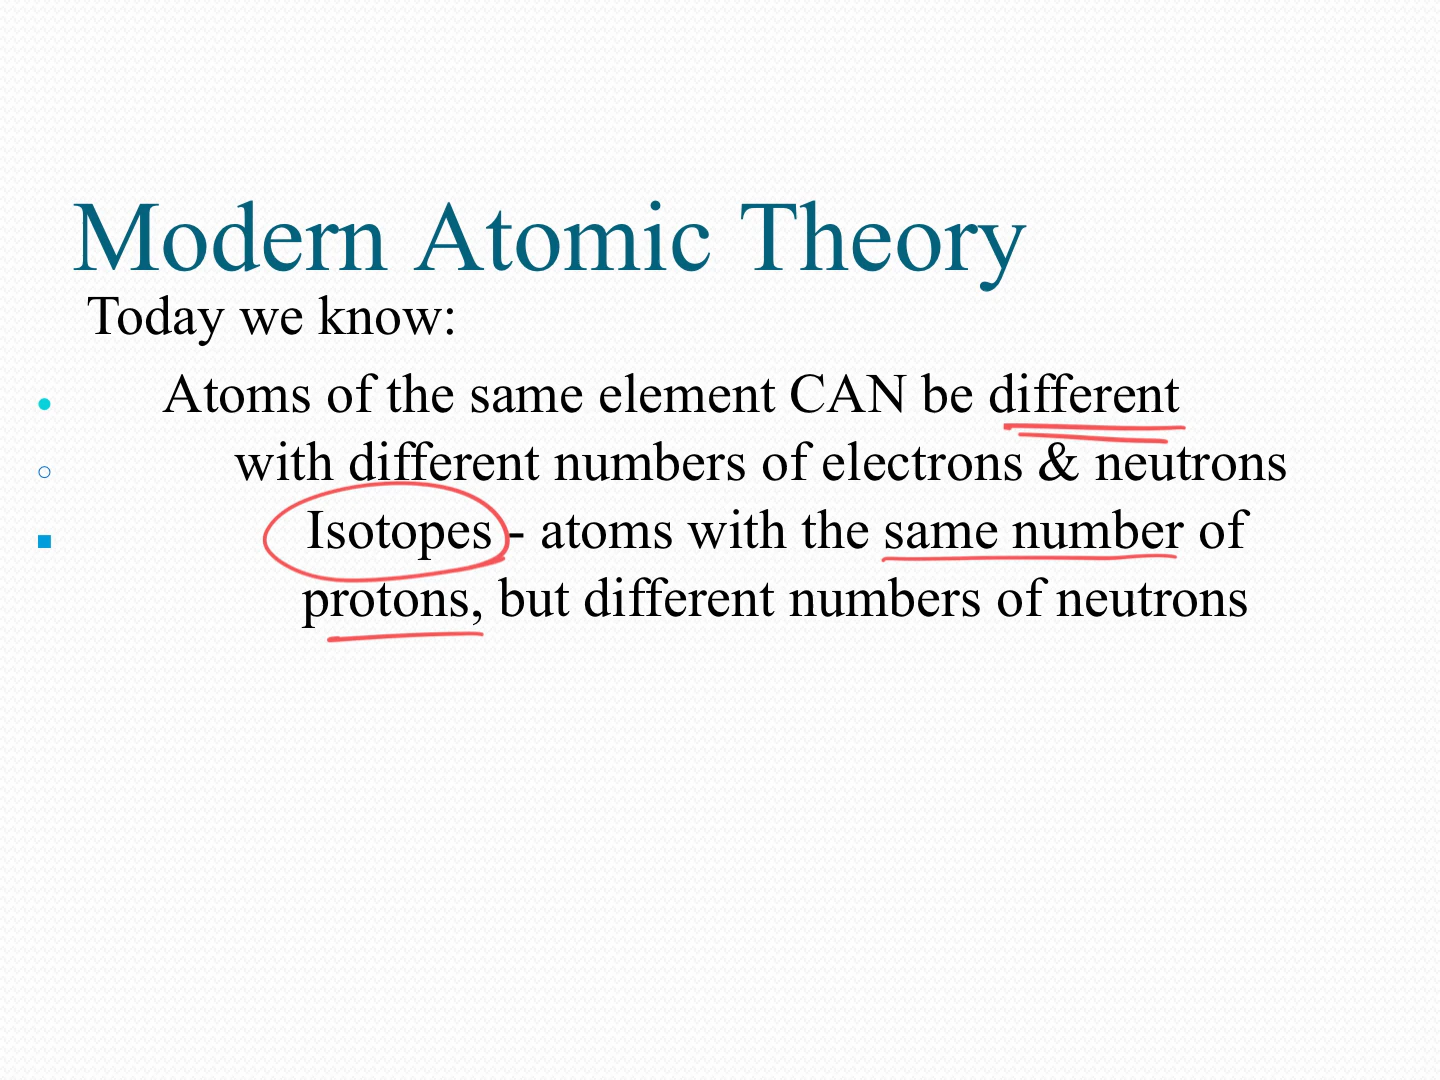 Modern Atomic Theory
Today we know:
Atoms of the same element CAN be different
with different numbers of electrons & neutrons
Isotopes - atoms with the same number of
protons, but different numbers of neutrons